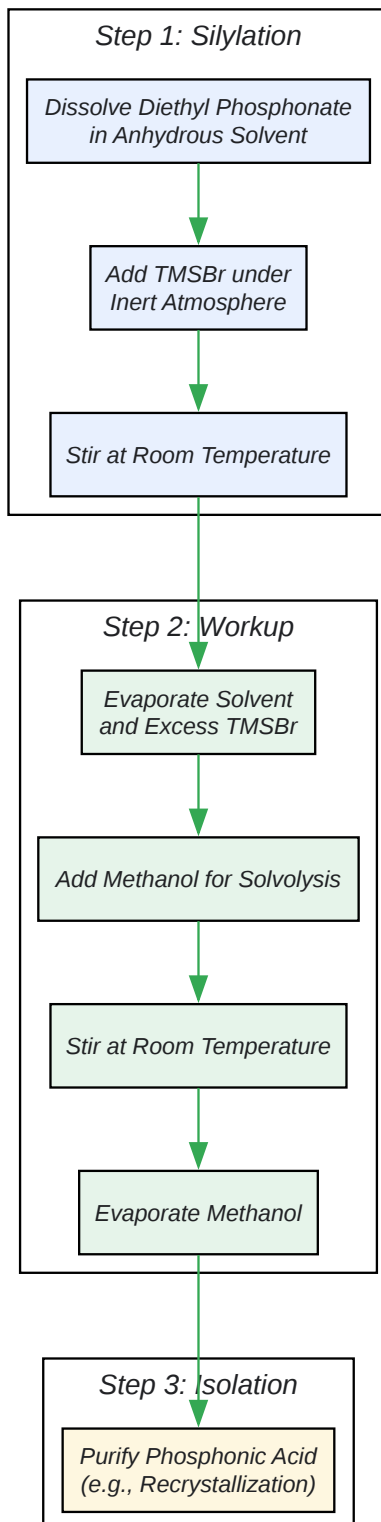 Step 1: Silylation
Dissolve Diethyl Phosphonate
in Anhydrous Solvent
Add TMSBr under
Inert Atmosphere
Stir at Room Temperature
Step 2: Workup
Evaporate Solvent
and Excess TMSBr
Add Methanol for Solvolysis
Stir at Room Temperature
Evaporate Methanol
Step 3: Isolation
Purify Phosphonic Acid
(e.g., Recrystallization)